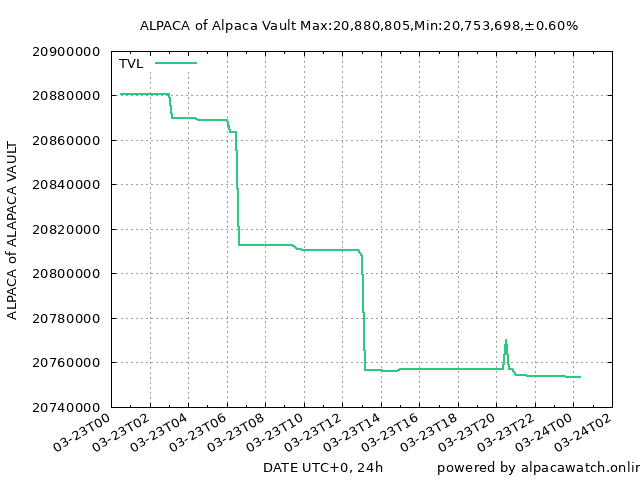 ALPACA of Alpaca Vault Max:20,880,805,Min:20,753,698,±0.60%
TVL
20900000
20880000
20860000
20840000
20820000
20800000
20780000
20760000
20740000
ALPACA of ALAPACA VAULT
03-23T00
03-23T02
03-23T04
03-23T06
03-23T08
03-23T10
03-23T12
03-23T14
03-23T16
03-23T18
03-23T20
03-23T22
03-24T00
03-24T02
DATE UTC+0, 24h
powered by alpacawatch.onlin